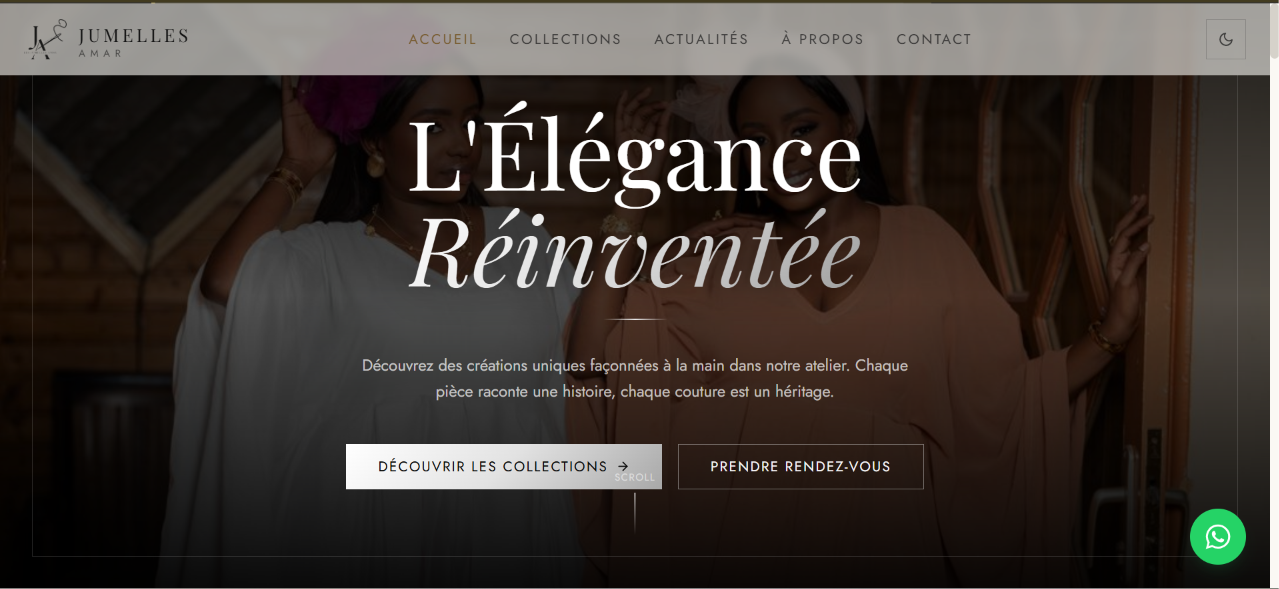 JUMELLES
AMAR
ACCUEIL COLLECTIONS ACTUALITÉS À PROPOS CONTACT
L'Élégance
Réinventée
Découvrez des créations uniques façonnées à la main dans notre atelier. Chaque
pièce raconte une histoire, chaque couture est un héritage.
DÉCOUVRIR LES COLLECTIONS →
PRENDRE RENDEZ-VOUS
SCROLL